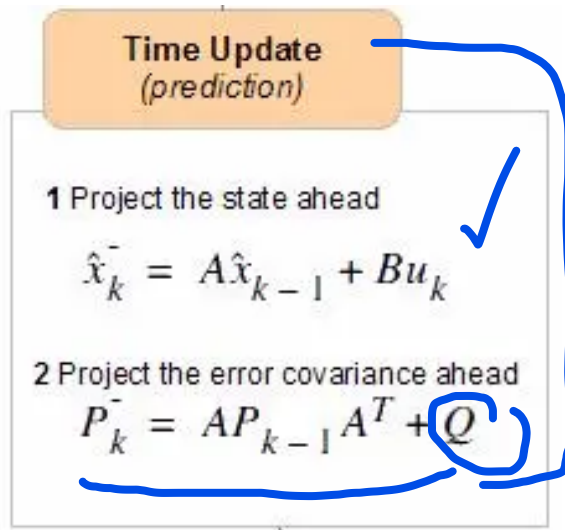 Time Update
(prediction)
1 Project the state ahead
x̂ₖ⁻ = Ax̂ₖ₋₁ + Buₖ
2 Project the error covariance ahead
Pₖ⁻ = APₖ₋₁Aᵀ + Q